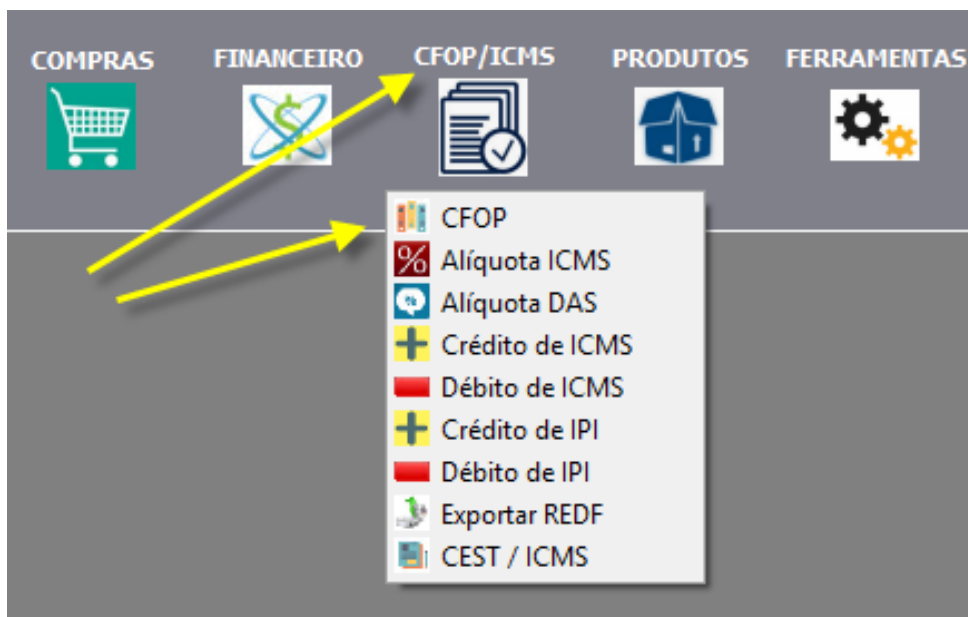 COMPRAS FINANCEIRO CFOP/ICMS PRODUTOS FERRAMENTAS
CFOP
Alíquota ICMS
Alíquota DAS
Crédito de ICMS
Débito de ICMS
Crédito de IPI
Débito de IPI
Exportar REDF
CEST / ICMS